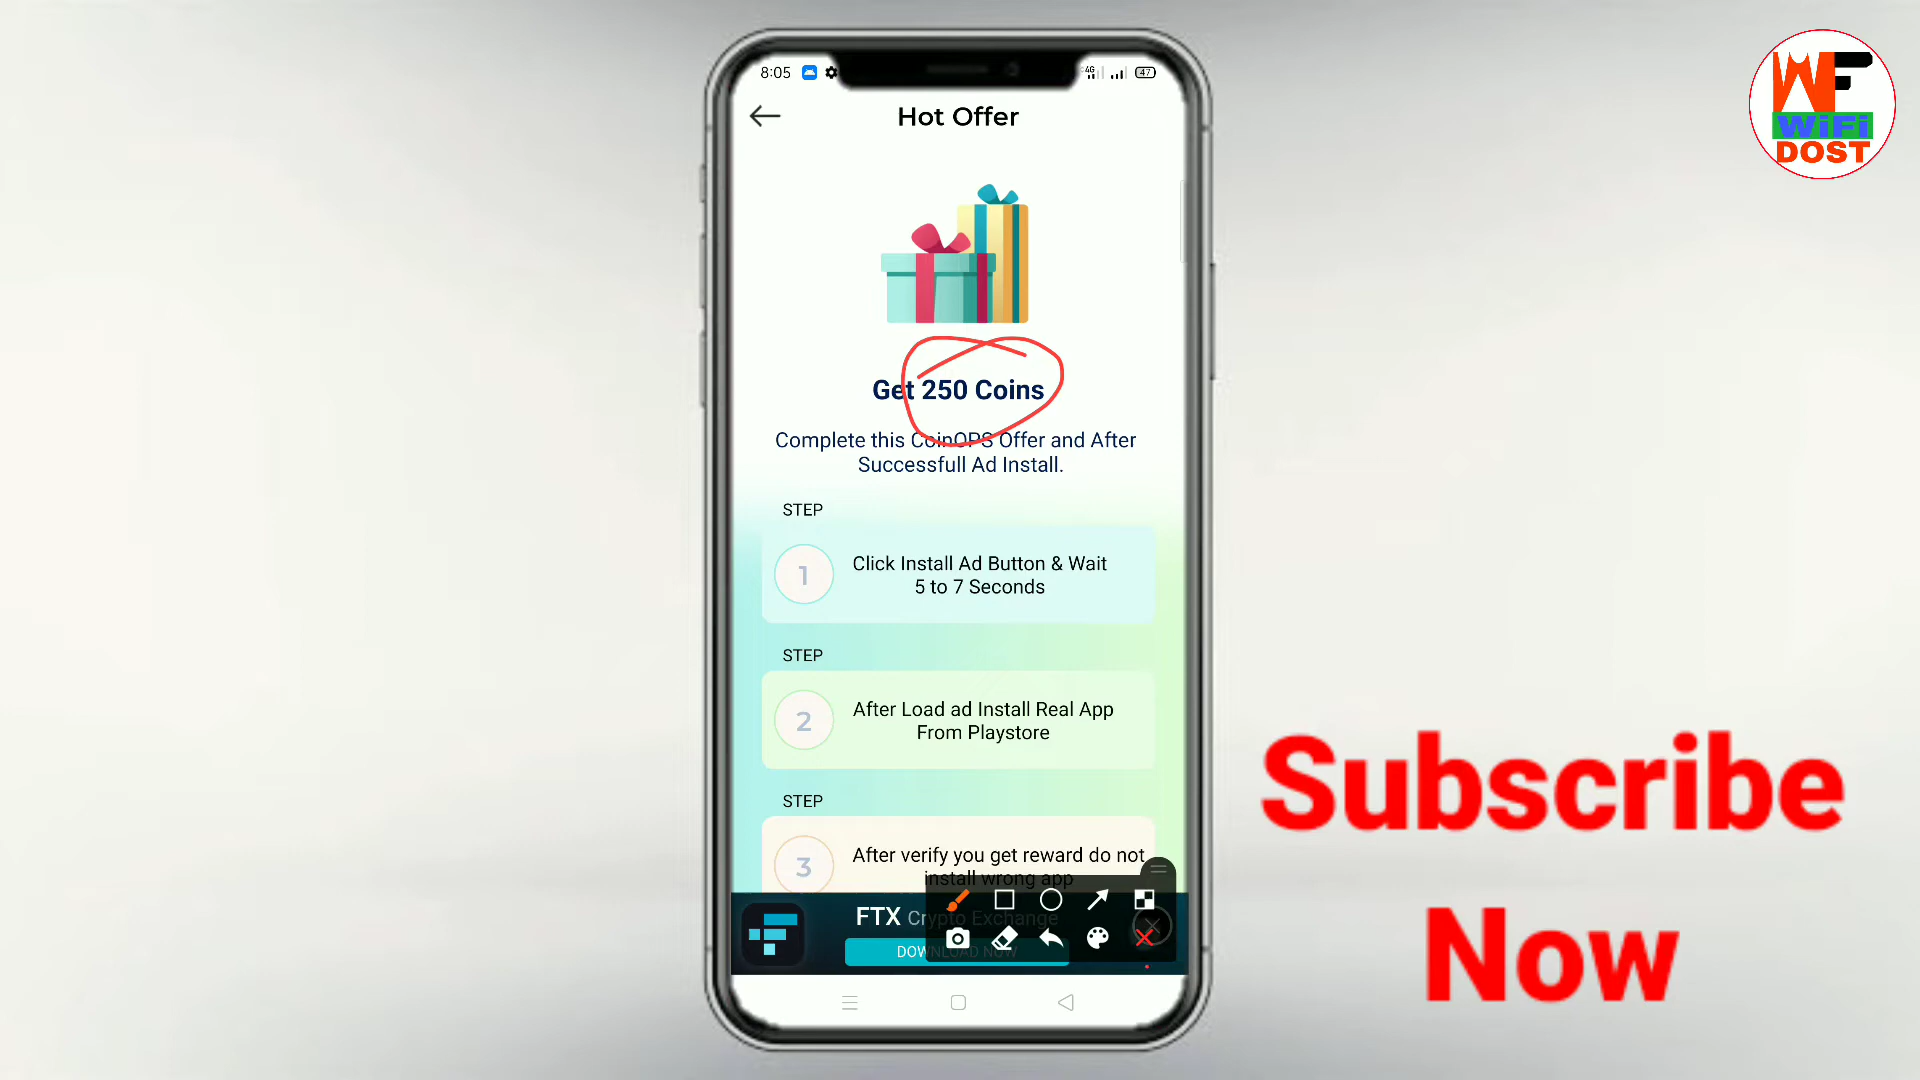 8:05
4G
47
Hot Offer
WF
WiFi
DOST
Get 250 Coins
Complete this CoinOPS Offer and After
Successfull Ad Install.
STEP
1
Click Install Ad Button & Wait
5 to 7 Seconds
STEP
2
After Load ad Install Real App
From Playstore
STEP
3
After verify you get reward do not
install wrong app
FTX Crypto Exchange
DOWNLOAD NOW
Subscribe
Now